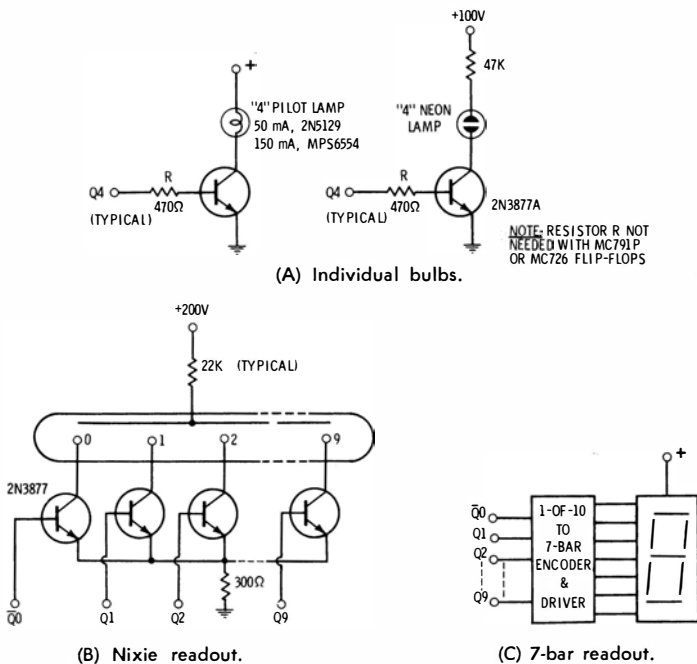 +
"4" PILOT LAMP
50 mA, 2N5129
150 mA, MPS6554
Q4
R
470Ω
(TYPICAL)
+100V
47K
"4" NEON
LAMP
Q4
R
470Ω
(TYPICAL)
2N3877A
NOTE: RESISTOR R NOT
NEEDED WITH MC791P
OR MC726 FLIP-FLOPS
(A) Individual bulbs.
+200V
22K (TYPICAL)
0 1 2 9
2N3877
300Ω
Q̅0 Q1 Q2 Q9
(B) Nixie readout.
+
Q̅0
Q1
Q2
Q9
1-OF-10
TO
7-BAR
ENCODER
&
DRIVER
(C) 7-bar readout.